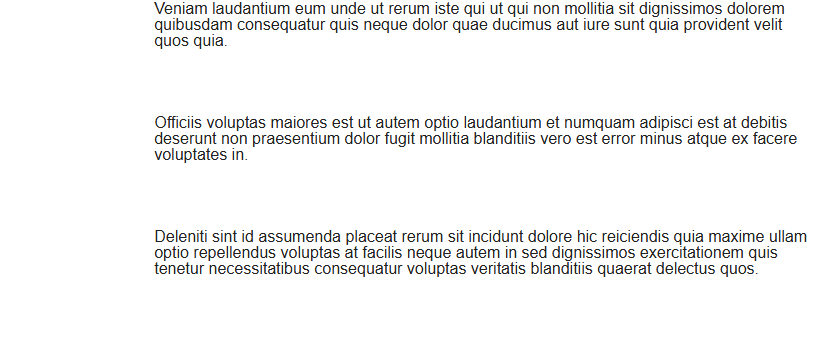 Veniam laudantium eum unde ut rerum iste qui ut qui non mollitia sit dignissimos dolorem
quibusdam consequatur quis neque dolor quae ducimus aut iure sunt quia provident velit
quos quia.
Officiis voluptas maiores est ut autem optio laudantium et numquam adipisci est at debitis
deserunt non praesentium dolor fugit mollitia blanditiis vero est error minus atque ex facere
voluptates in.
Deleniti sint id assumenda placeat rerum sit incidunt dolore hic reiciendis quia maxime ullam
optio repellendus voluptas at facilis neque autem in sed dignissimos exercitationem quis
tenetur necessitatibus consequatur voluptas veritatis blanditiis quaerat delectus quos.